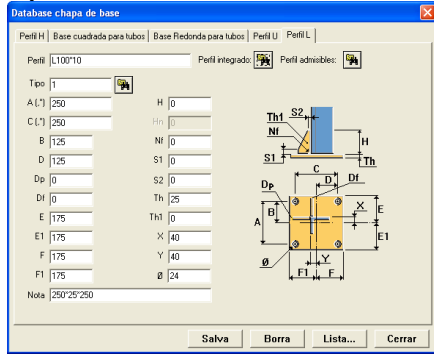 Database chapa de base
Perfil H Base cuadrada para tubos Base Redonda para tubos Perfil U Perfil L
Perfil L100*10 Perfil integrado: Perfil admisibles:
Tipo 1
A (.*) 250 H 0
C (.*) 250 Hn 0
B 125 Nf 0
D 125 S1 0
Dp 0 S2 0
Df 0 Th 25
E 175 Th1 0
E1 175 X 40
F 175 Y 40
F1 175 Ø 24
Nota 250*25*250
S2
Th1
Nf
H
S1
Th
C
D
Df
Dp
A
B
X
E
E1
Y
Ø
F1 F
Salva Borra Lista... Cerrar